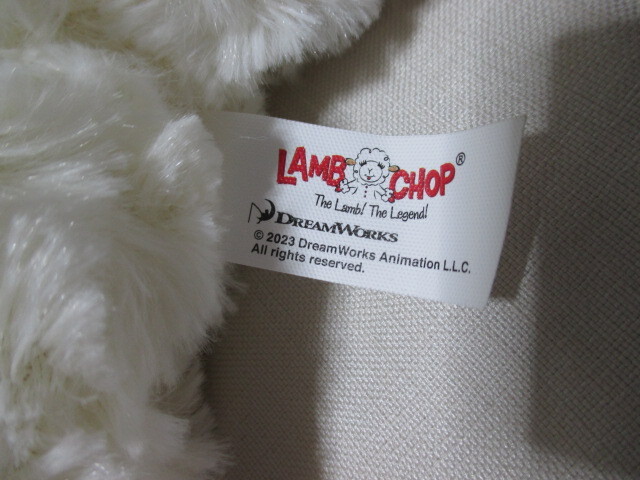 LAMB CHOP®
The Lamb! The Legend!
DREAMWORKS
© 2023 DreamWorks Animation L.L.C.
All rights reserved.